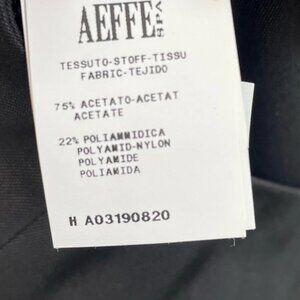 AEFFE SPA
TESSUTO-STOFF-TISSU
FABRIC-TEJIDO
75% ACETATO-ACETAT
ACETATE
22% POLIAMMIDICA
POLYAMID-NYLON
POLYAMIDE
POLIAMIDA
H A03190820